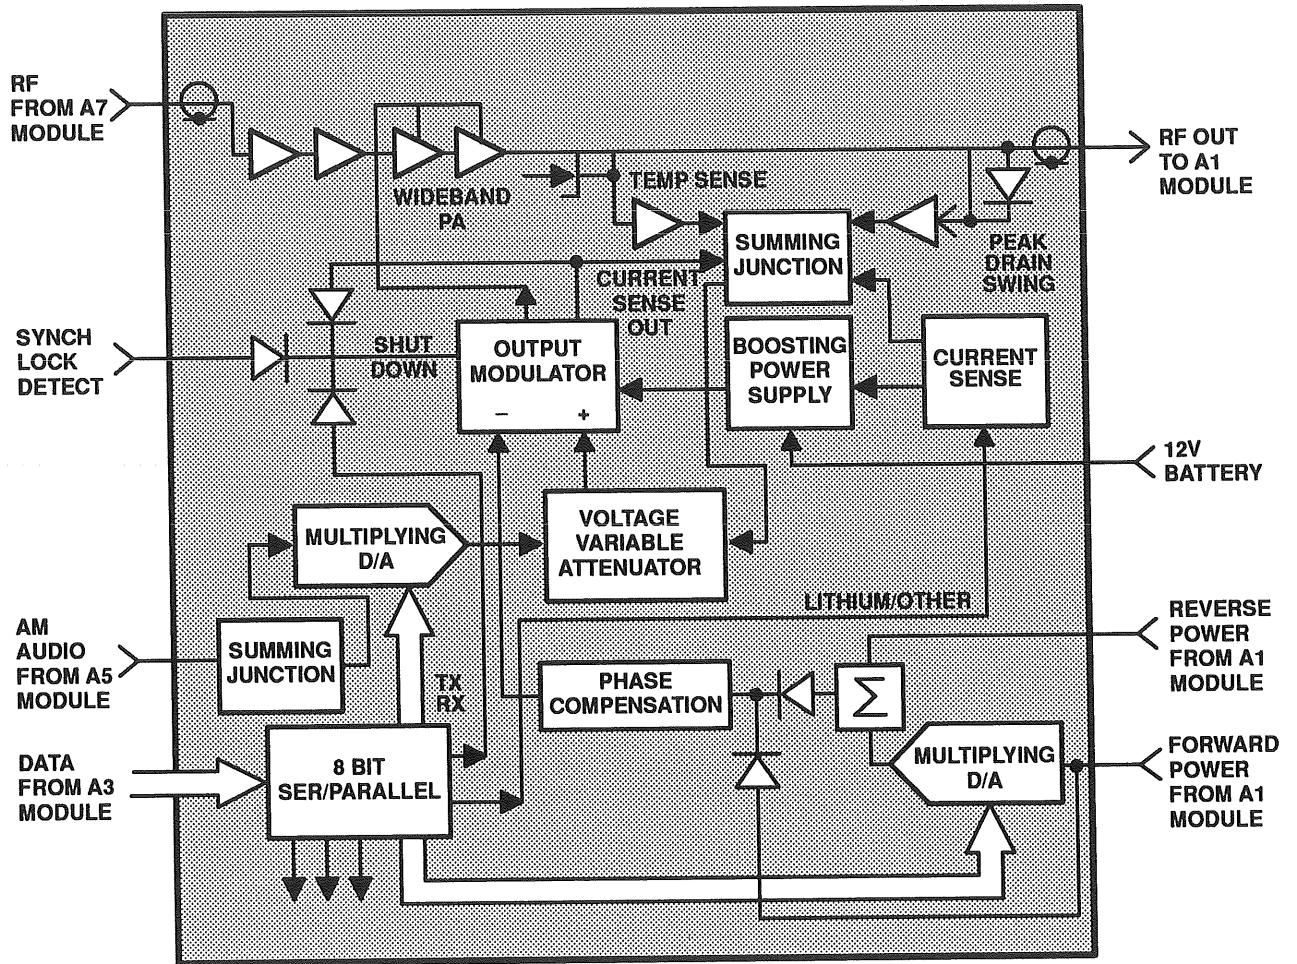 RF
FROM A7
MODULE
RF OUT
TO A1
MODULE
WIDEBAND
PA
TEMP SENSE
SUMMING
JUNCTION
PEAK
DRAIN
SWING
CURRENT
SENSE
OUT
SYNCH
LOCK
DETECT
SHUT
DOWN
OUTPUT
MODULATOR
− +
BOOSTING
POWER
SUPPLY
CURRENT
SENSE
12V
BATTERY
MULTIPLYING
D/A
VOLTAGE
VARIABLE
ATTENUATOR
LITHIUM/OTHER
AM
AUDIO
FROM A5
MODULE
SUMMING
JUNCTION
TX
RX
PHASE
COMPENSATION
Σ
REVERSE
POWER
FROM A1
MODULE
DATA
FROM A3
MODULE
8 BIT
SER/PARALLEL
MULTIPLYING
D/A
FORWARD
POWER
FROM A1
MODULE